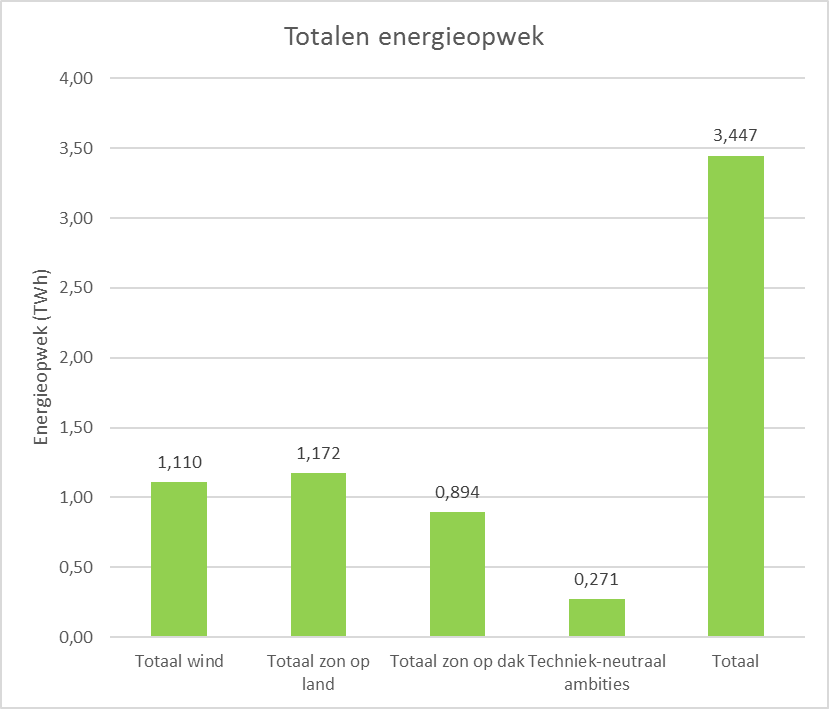 Totalen energieopwek
4,00
3,50
3,00
2,50
2,00
1,50
1,00
0,50
0,00
Energieopwek (TWh)
1,110
1,172
0,894
0,271
3,447
Totaal wind
Totaal zon op
land
Totaal zon op dak
Techniek-neutraal
ambities
Totaal